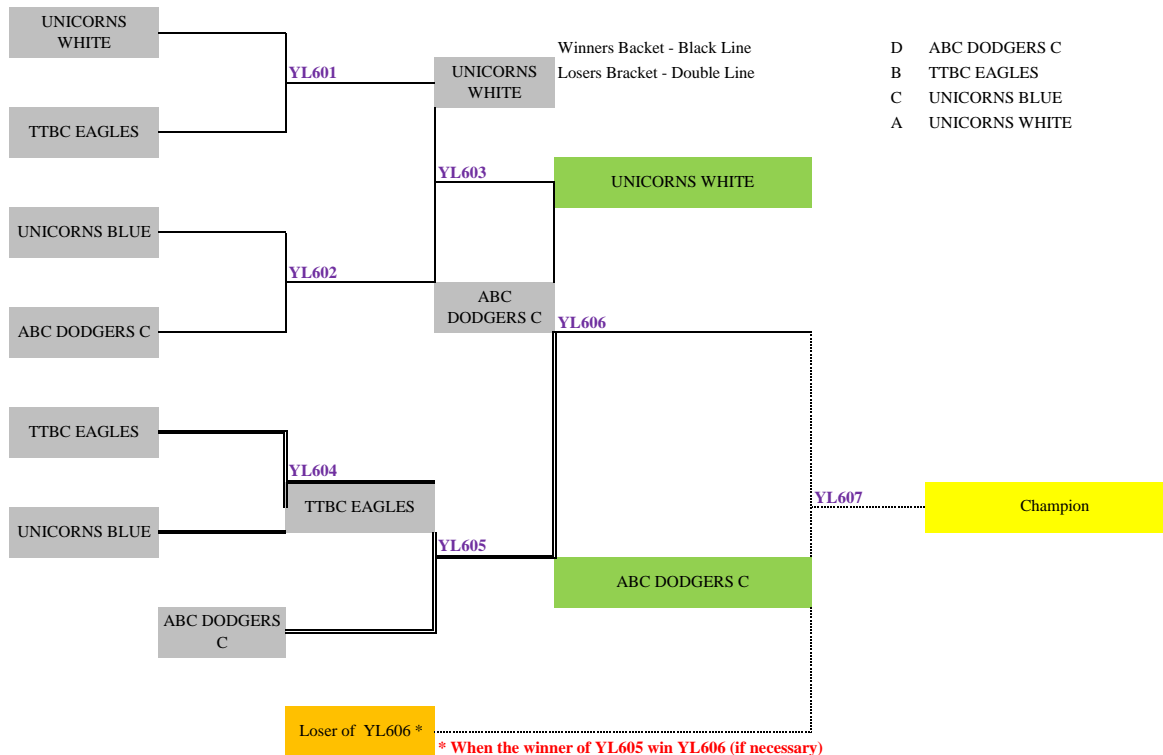 UNICORNS
WHITE
Winners Backet - Black Line
D ABC DODGERS C
YL601
UNICORNS
WHITE
Losers Bracket - Double Line
B TTBC EAGLES
C UNICORNS BLUE
TTBC EAGLES
A UNICORNS WHITE
YL603
UNICORNS WHITE
UNICORNS BLUE
YL602
ABC
DODGERS C
ABC DODGERS C
YL606
TTBC EAGLES
YL604
TTBC EAGLES
YL607
Champion
UNICORNS BLUE
YL605
ABC DODGERS C
ABC DODGERS
C
Loser of YL606 *
* When the winner of YL605 win YL606 (if necessary)